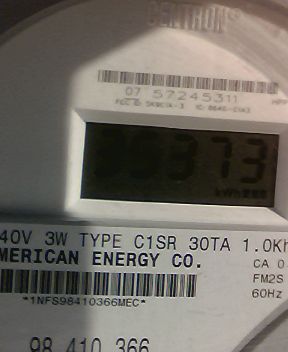 CENTRON®
07 57245311
kWh
40V 3W TYPE C1SR 30TA 1.0Kh
MERICAN ENERGY CO.
CA 0
FM2S
60Hz
*1NFS98410366MEC*
98 410 366